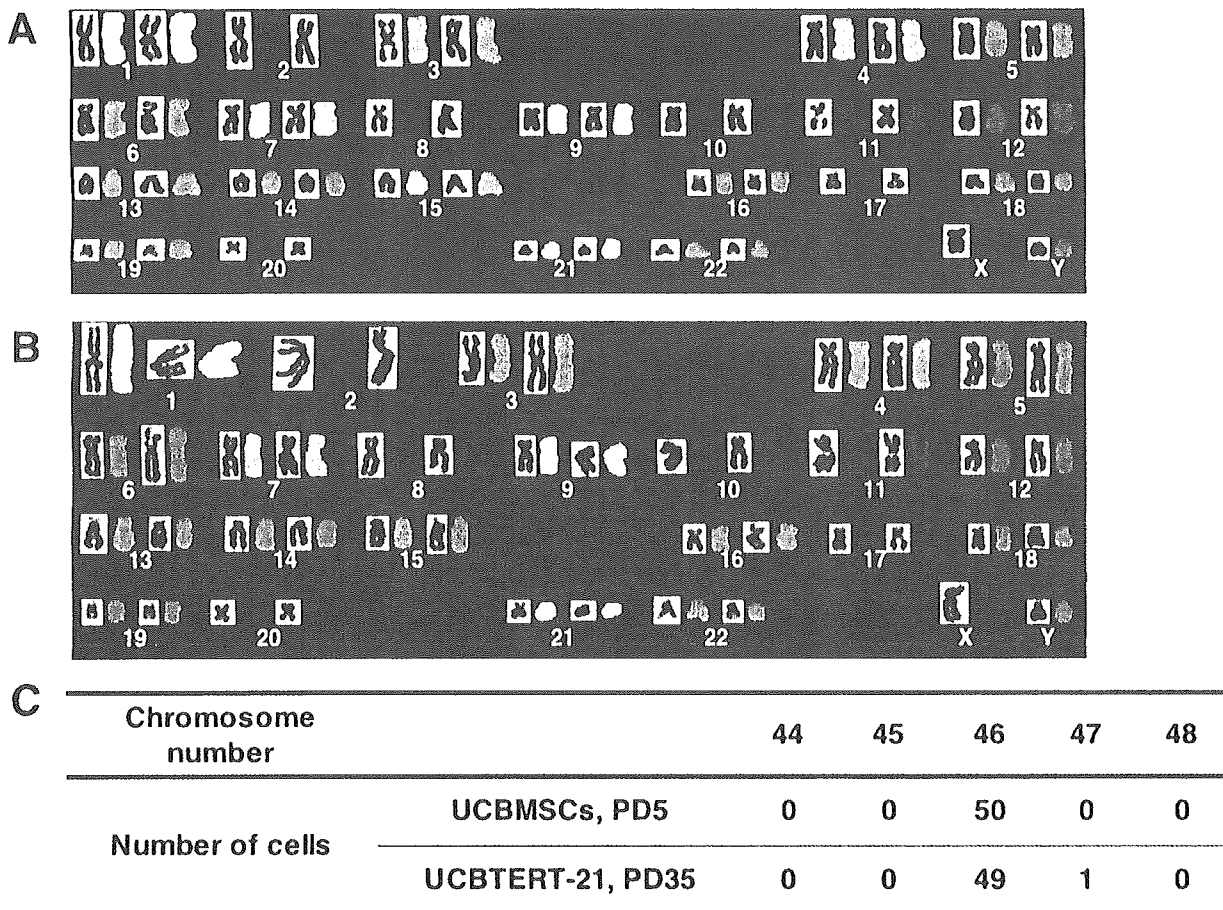 A
1 2 3 4 5
6 7 8 9 10 11 12
13 14 15 16 17 18
19 20 21 22 X Y
B
1 2 3 4 5
6 7 8 9 10 11 12
13 14 15 16 17 18
19 20 21 22 X Y
C
Chromosome number 44 45 46 47 48
Number of cells
UCBMSCs, PD5 0 0 50 0 0
UCBTERT-21, PD35 0 0 49 1 0